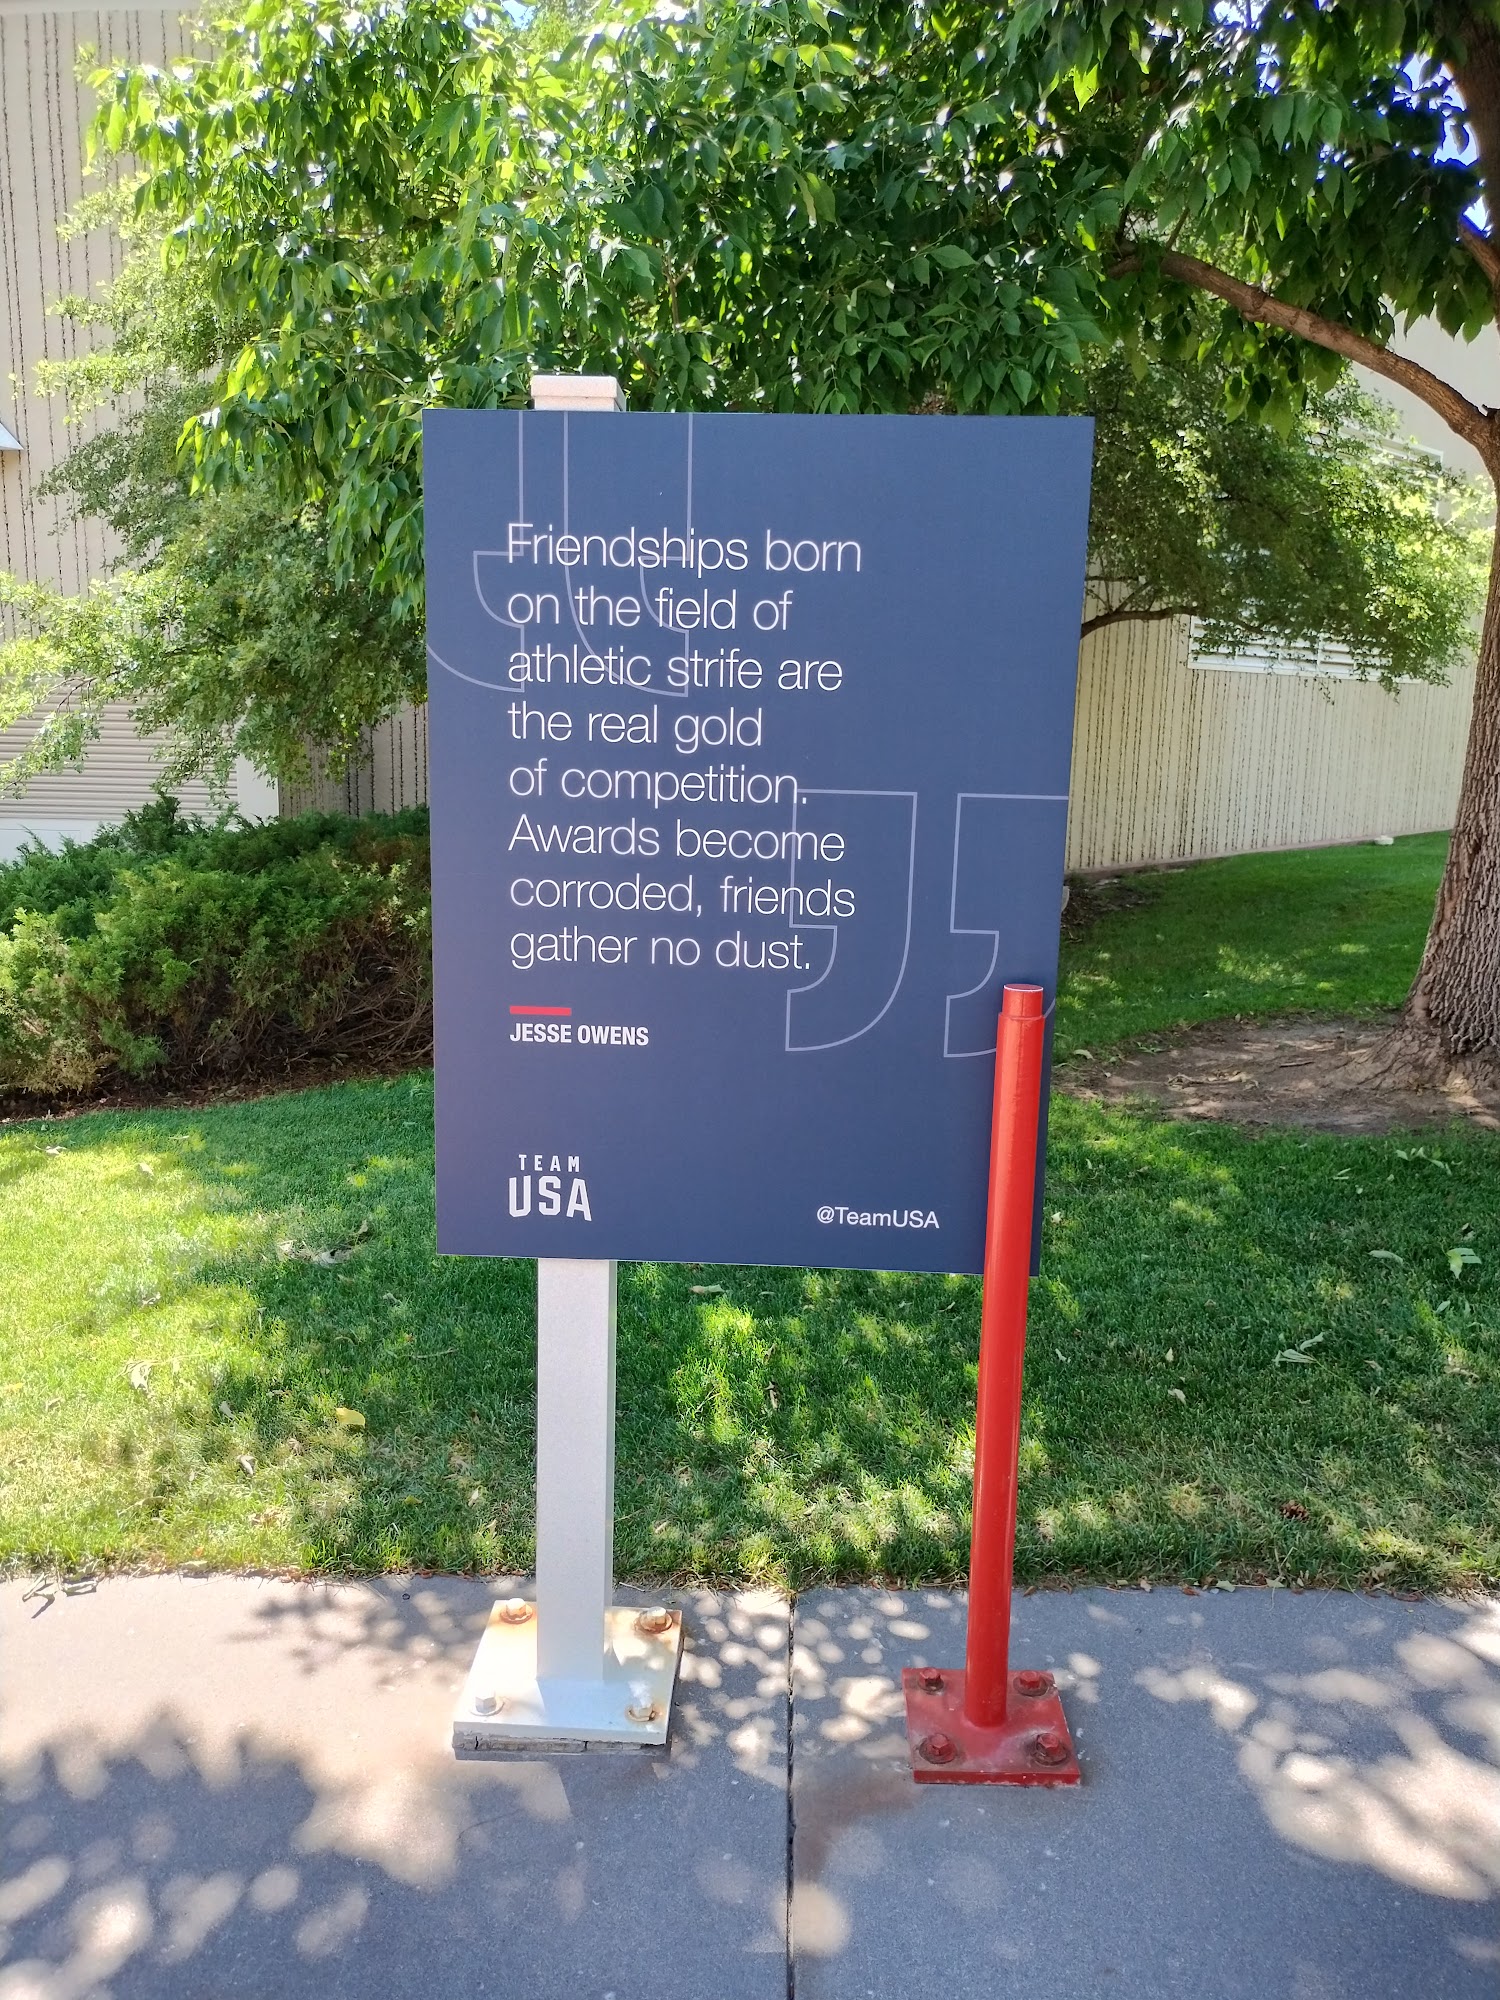 Friendships born
on the field of
athletic strife are
the real gold
of competition.
Awards become
corroded, friends
gather no dust.
JESSE OWENS
TEAM
USA
@TeamUSA